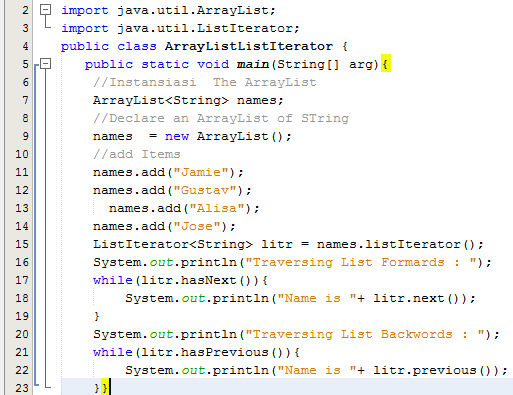 2 import java.util.ArrayList;
3 import java.util.ListIterator;
4 public class ArrayListListIterator {
5 public static void main(String[] arg){
6 //Instansiasi  The ArrayList
7 ArrayList<String> names;
8 //Declare an ArrayList of STring
9 names  = new ArrayList();
10 //add Items
11 names.add("Jamie");
12 names.add("Gustav");
13 names.add("Alisa");
14 names.add("Jose");
15 ListIterator<String> litr = names.listIterator();
16 System.out.println("Traversing List Formards : ");
17 while(litr.hasNext()){
18 System.out.println("Name is "+ litr.next());
19 }
20 System.out.println("Traversing List Backwords : ");
21 while(litr.hasPrevious()){
22 System.out.println("Name is "+ litr.previous());
23 }}